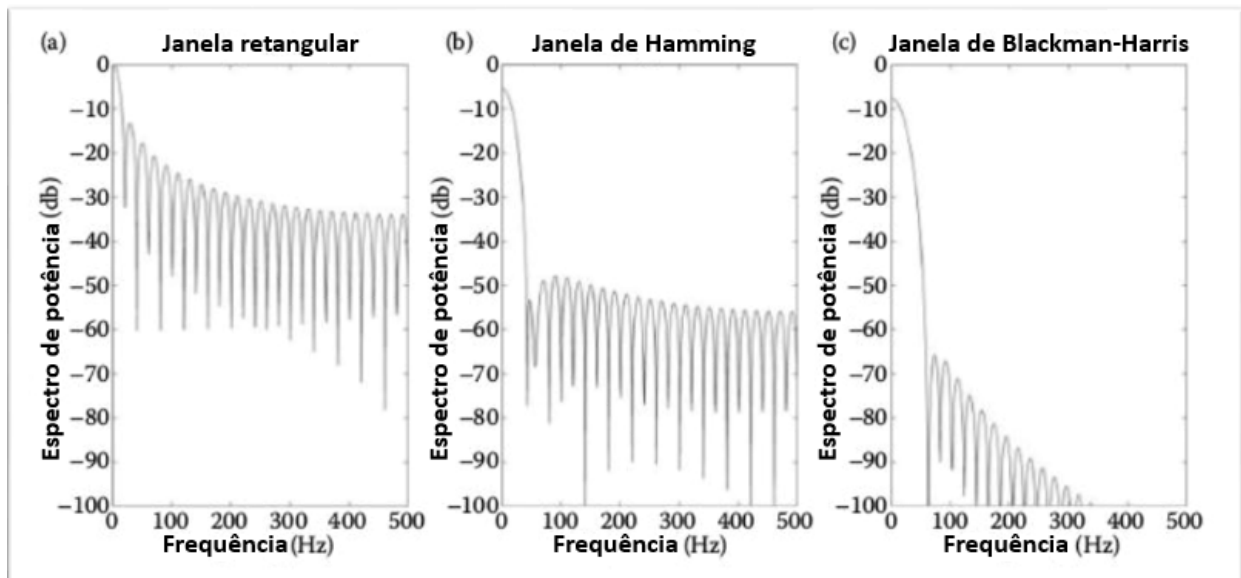 (a) Janela retangular
(b) Janela de Hamming
(c) Janela de Blackman-Harris
Espectro de potência (db)
0
−10
−20
−30
−40
−50
−60
−70
−80
−90
−100
0 100 200 300 400 500
Frequência (Hz)
Espectro de potência (db)
0
−10
−20
−30
−40
−50
−60
−70
−80
−90
−100
0 100 200 300 400 500
Frequência (Hz)
Espectro de potência (db)
0
−10
−20
−30
−40
−50
−60
−70
−80
−90
−100
0 100 200 300 400 500
Frequência (Hz)